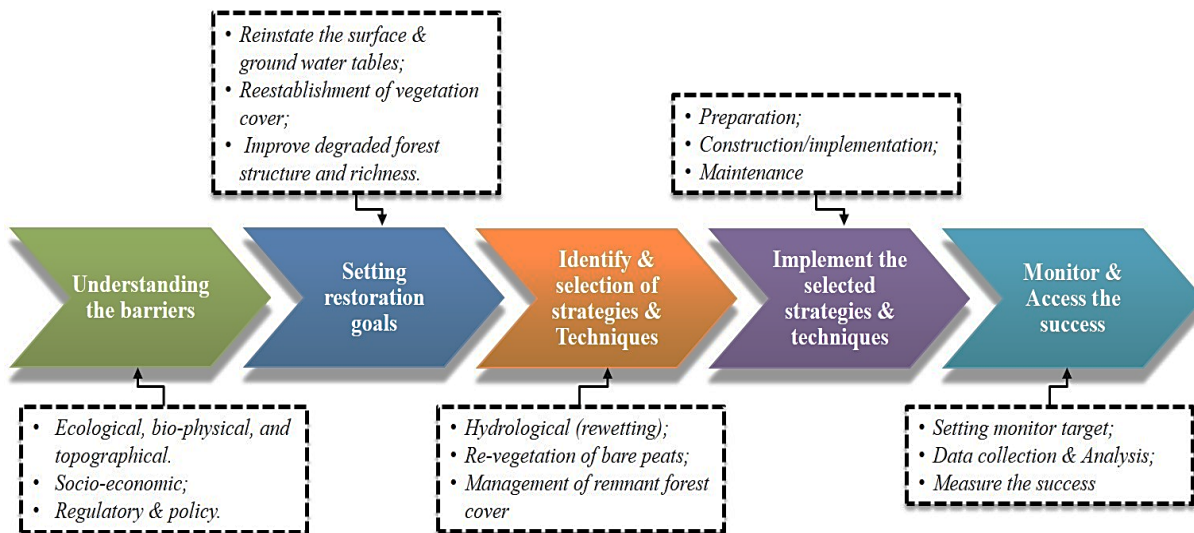 • Reinstate the surface &
ground water tables;
• Reestablishment of vegetation
cover;
• Improve degraded forest
structure and richness.
• Preparation;
• Construction/implementation;
• Maintenance
Understanding
the barriers
Setting
restoration
goals
Identify &
selection of
strategies &
Techniques
Implement the
selected
strategies &
techniques
Monitor &
Access the
success
• Ecological, bio-physical, and
topographical.
• Socio-economic;
• Regulatory & policy.
• Hydrological (rewetting);
• Re-vegetation of bare peats;
• Management of remnant forest
cover
• Setting monitor target;
• Data collection & Analysis;
• Measure the success